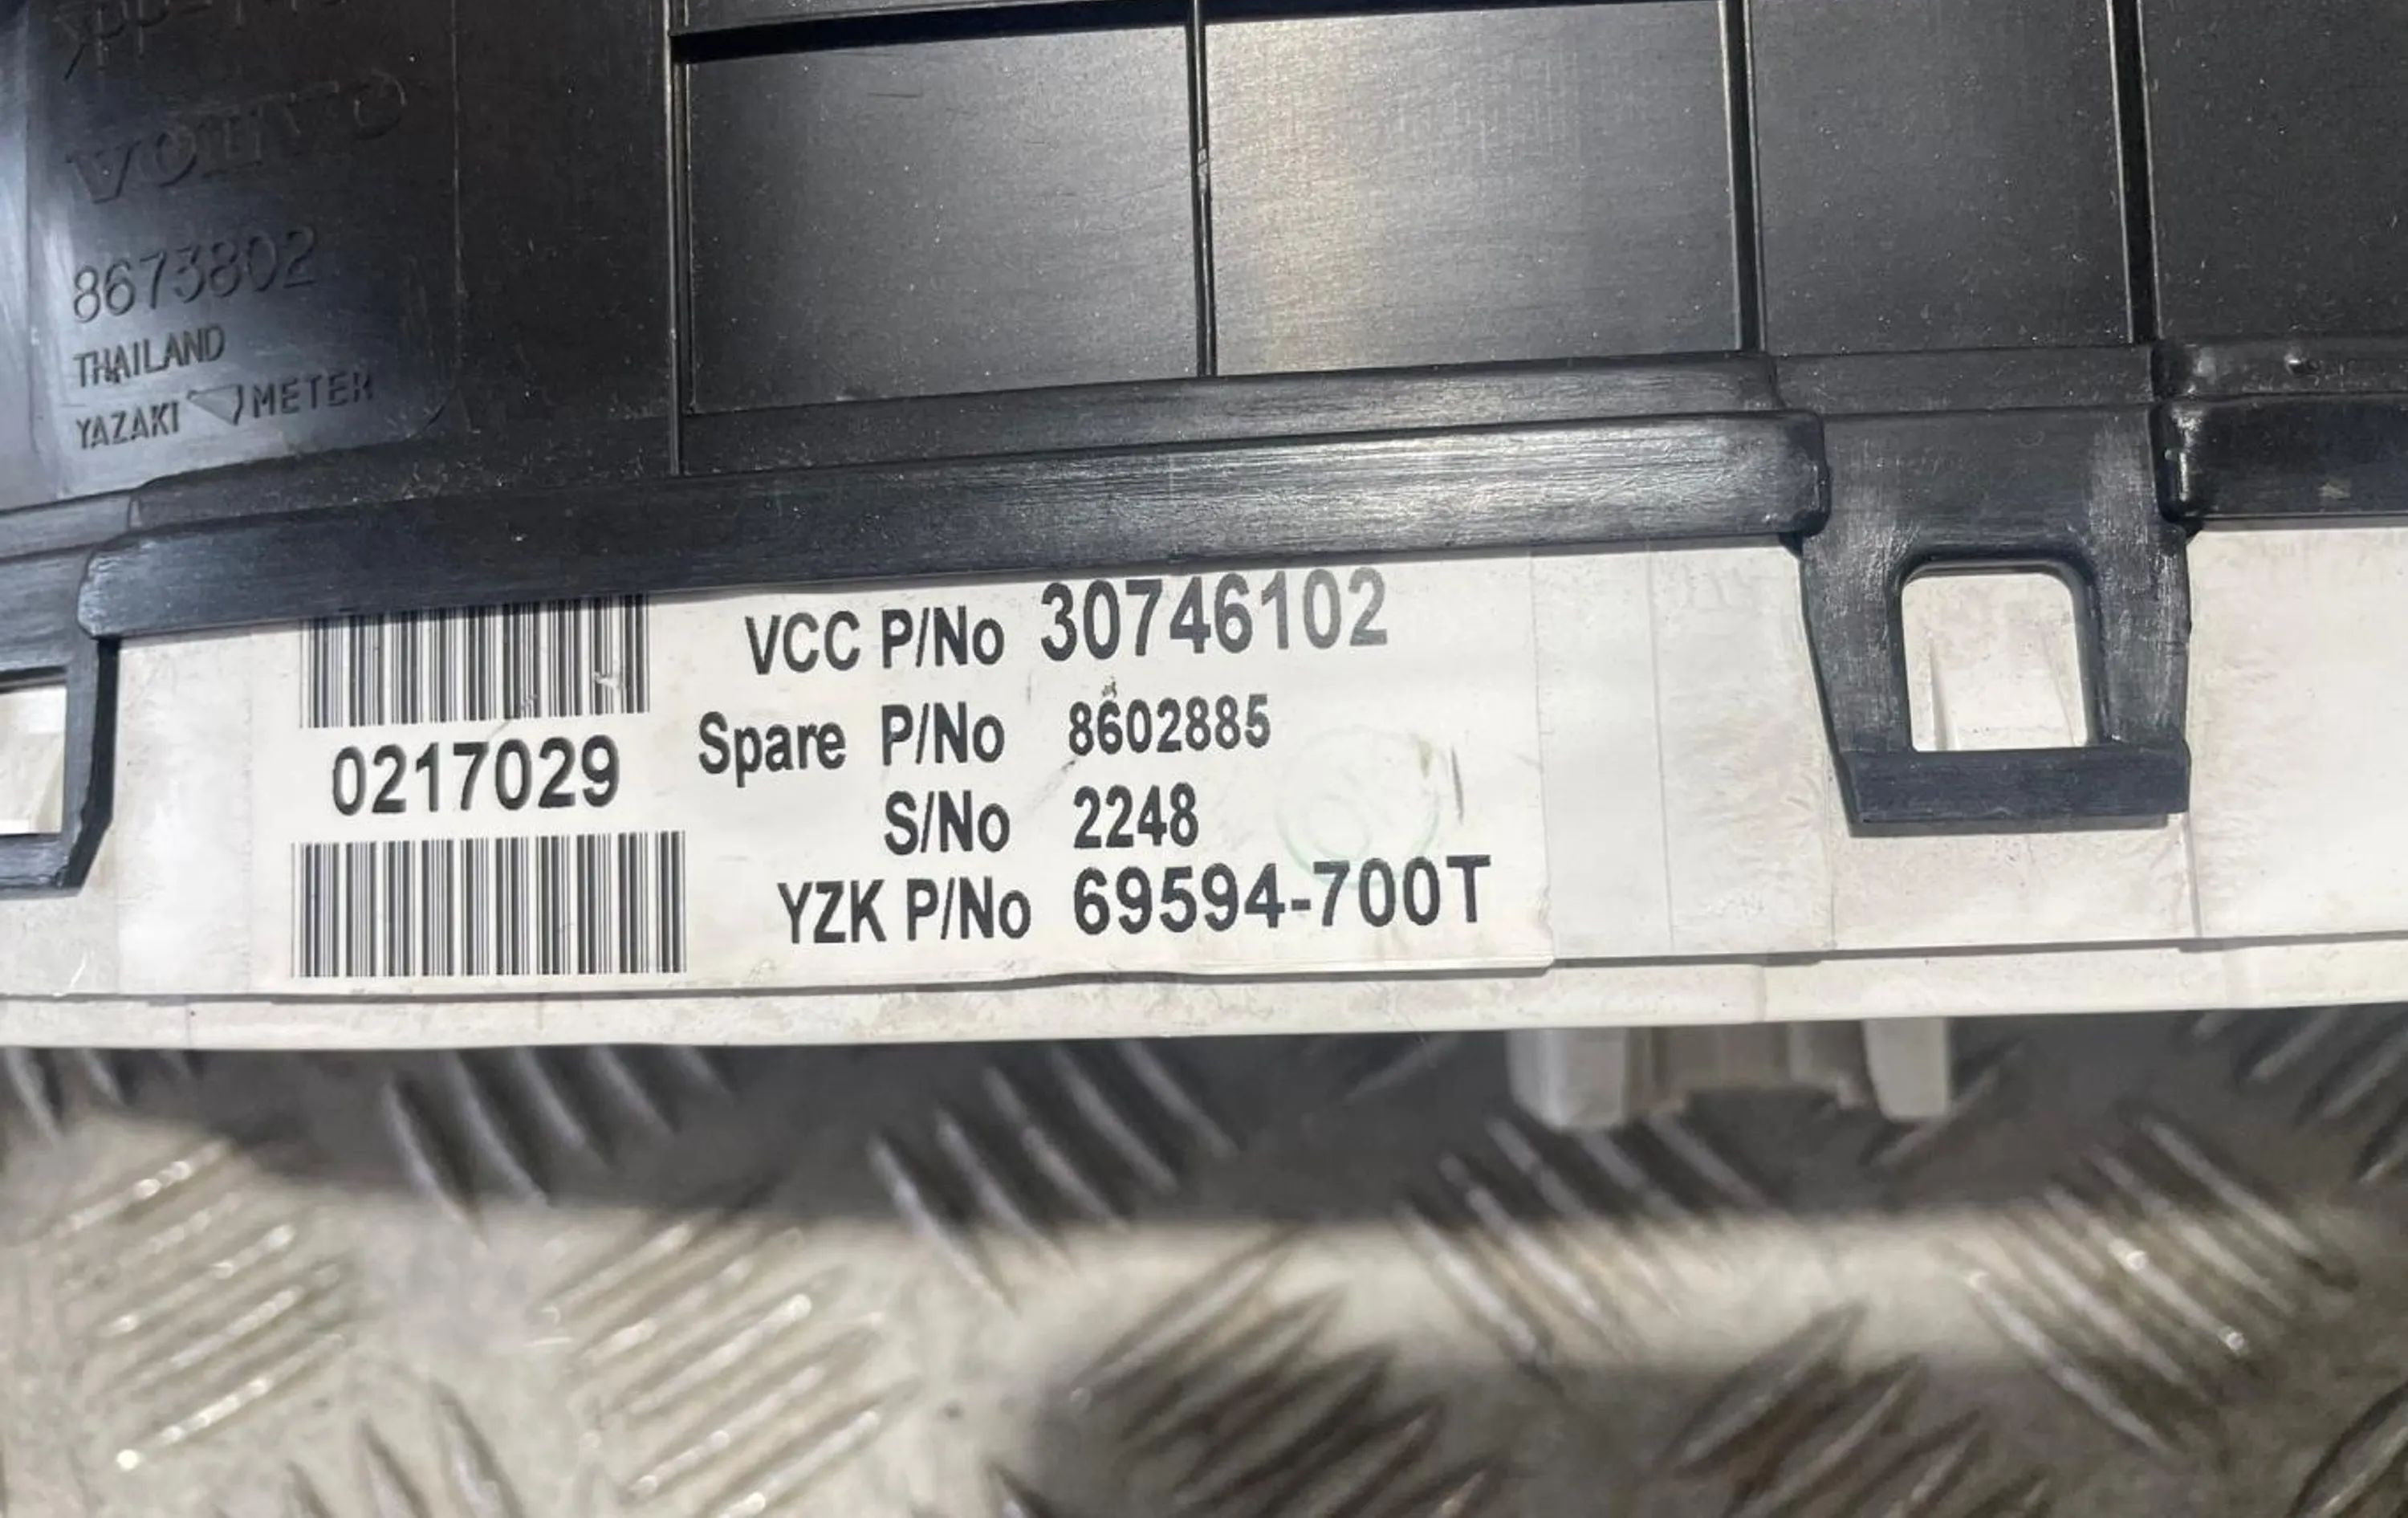 VOLVO
8673802
THAILAND
YAZAKI METER
VCC P/No 30746102
Spare P/No 8602885
0217029
S/No 2248
YZK P/No 69594-700T